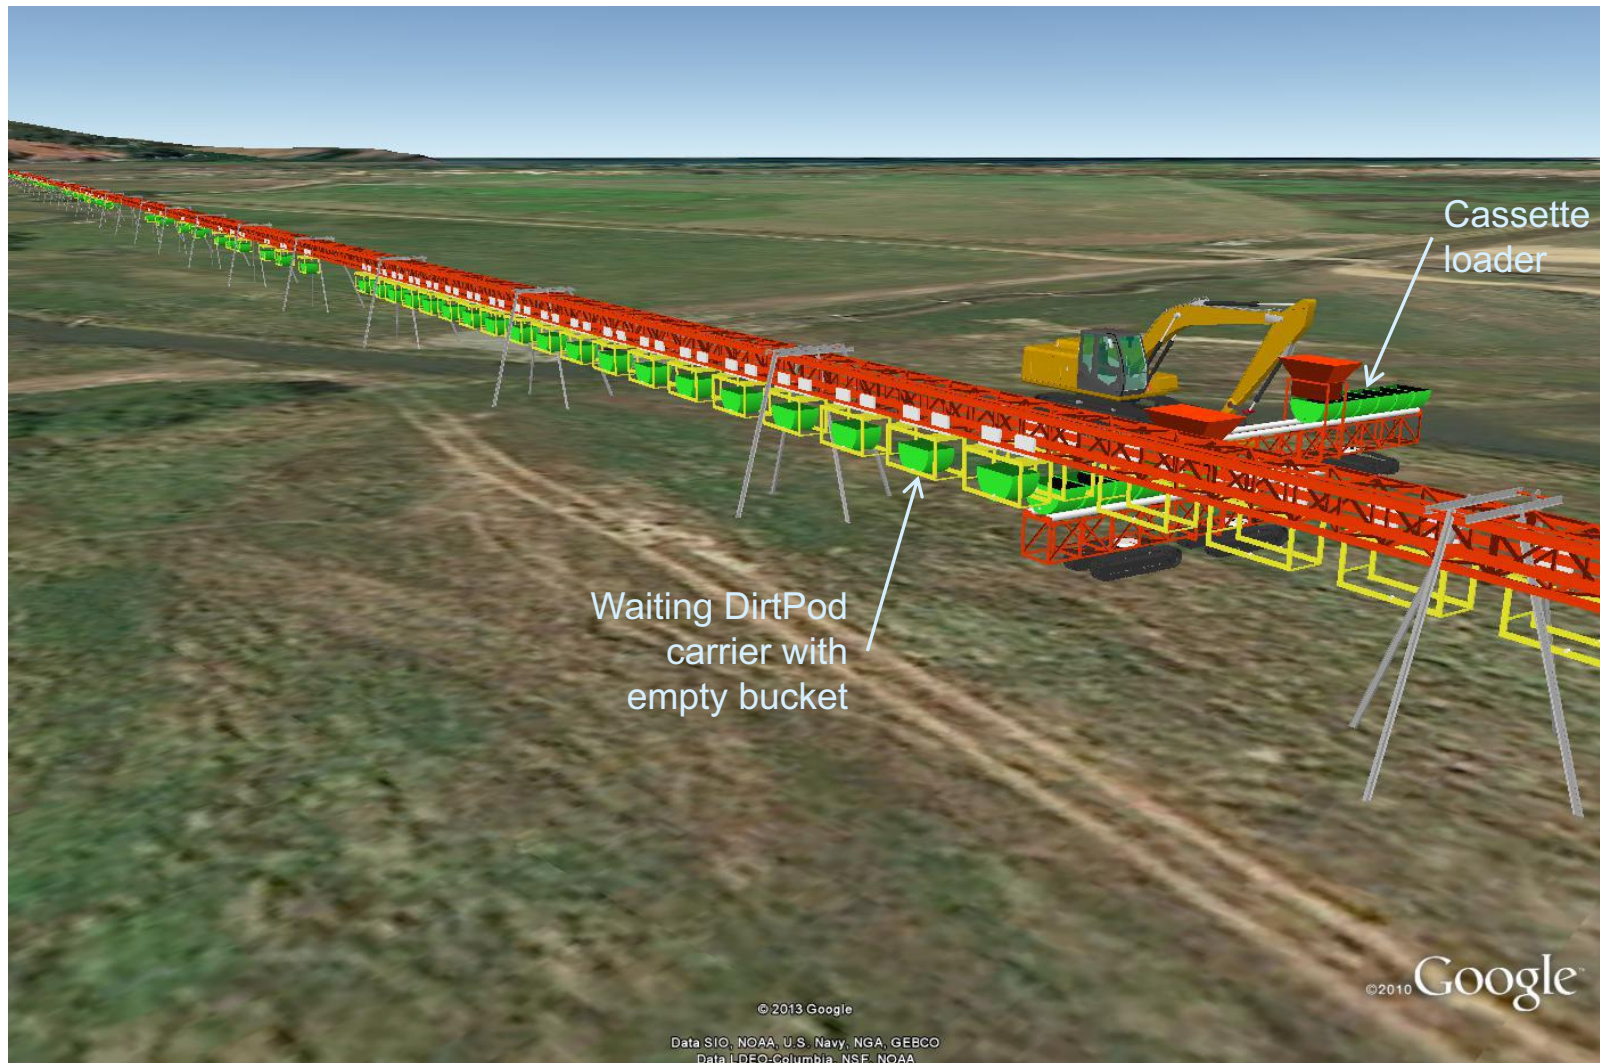 Cassette
loader
Waiting DirtPod
carrier with
empty bucket
©2010 Google
© 2013 Google
Data SIO, NOAA, U.S. Navy, NGA, GEBCO
Data LDEO-Columbia, NSF, NOAA